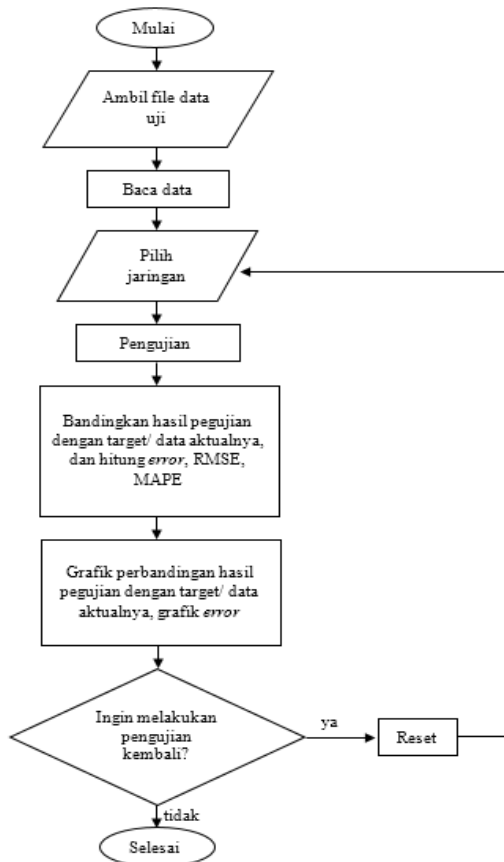 Mulai
Ambil file data
uji
Baca data
Pilih
jaringan
Pengujian
Bandingkan hasil pegujian
dengan target/ data aktualnya,
dan hitung error, RMSE,
MAPE
Grafik perbandingan hasil
pegujian dengan target/ data
aktualnya, grafik error
Ingin melakukan
pengujian
kembali?
ya
Reset
tidak
Selesai